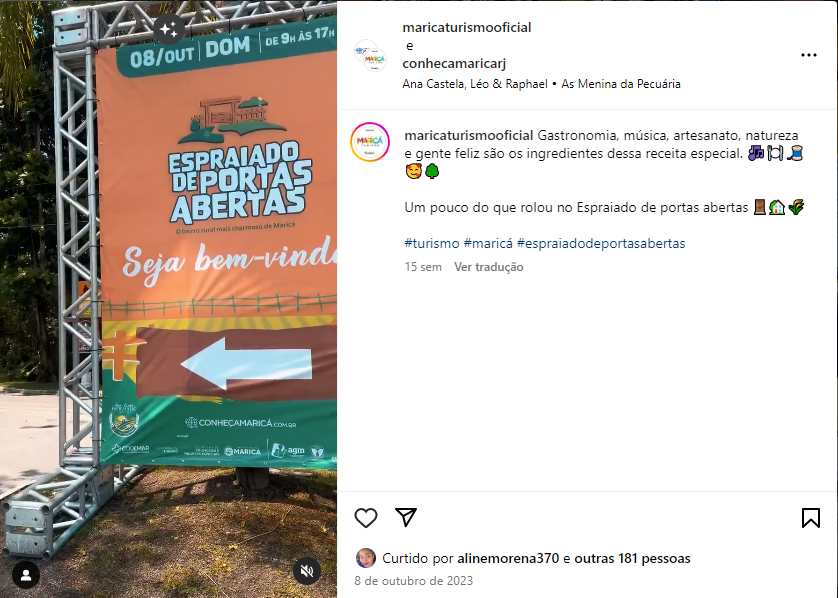 08/OUT | DOM | DE 9H ÀS 17H
ESPRAIADO
DE PORTAS
ABERTAS
O bairro rural mais charmoso da Maricá
Seja bem-vindo
CONHEÇAMARICÁ.COM.BR
CODEMAR
MARICÁ
agm
maricaturismooficial
e
conhecamaricarj
Ana Castela, Léo & Raphael • As Menina da Pecuária
maricaturismooficial Gastronomia, música, artesanato, natureza
e gente feliz são os ingredientes dessa receita especial. 🎶🍽🧵
🥰🌳
Um pouco do que rolou no Espraiado de portas abertas 🚪🏡🌾
#turismo #maricá #espraiadodeportasabertas
15 sem Ver tradução
Curtido por alinemorena370 e outras 181 pessoas
8 de outubro de 2023